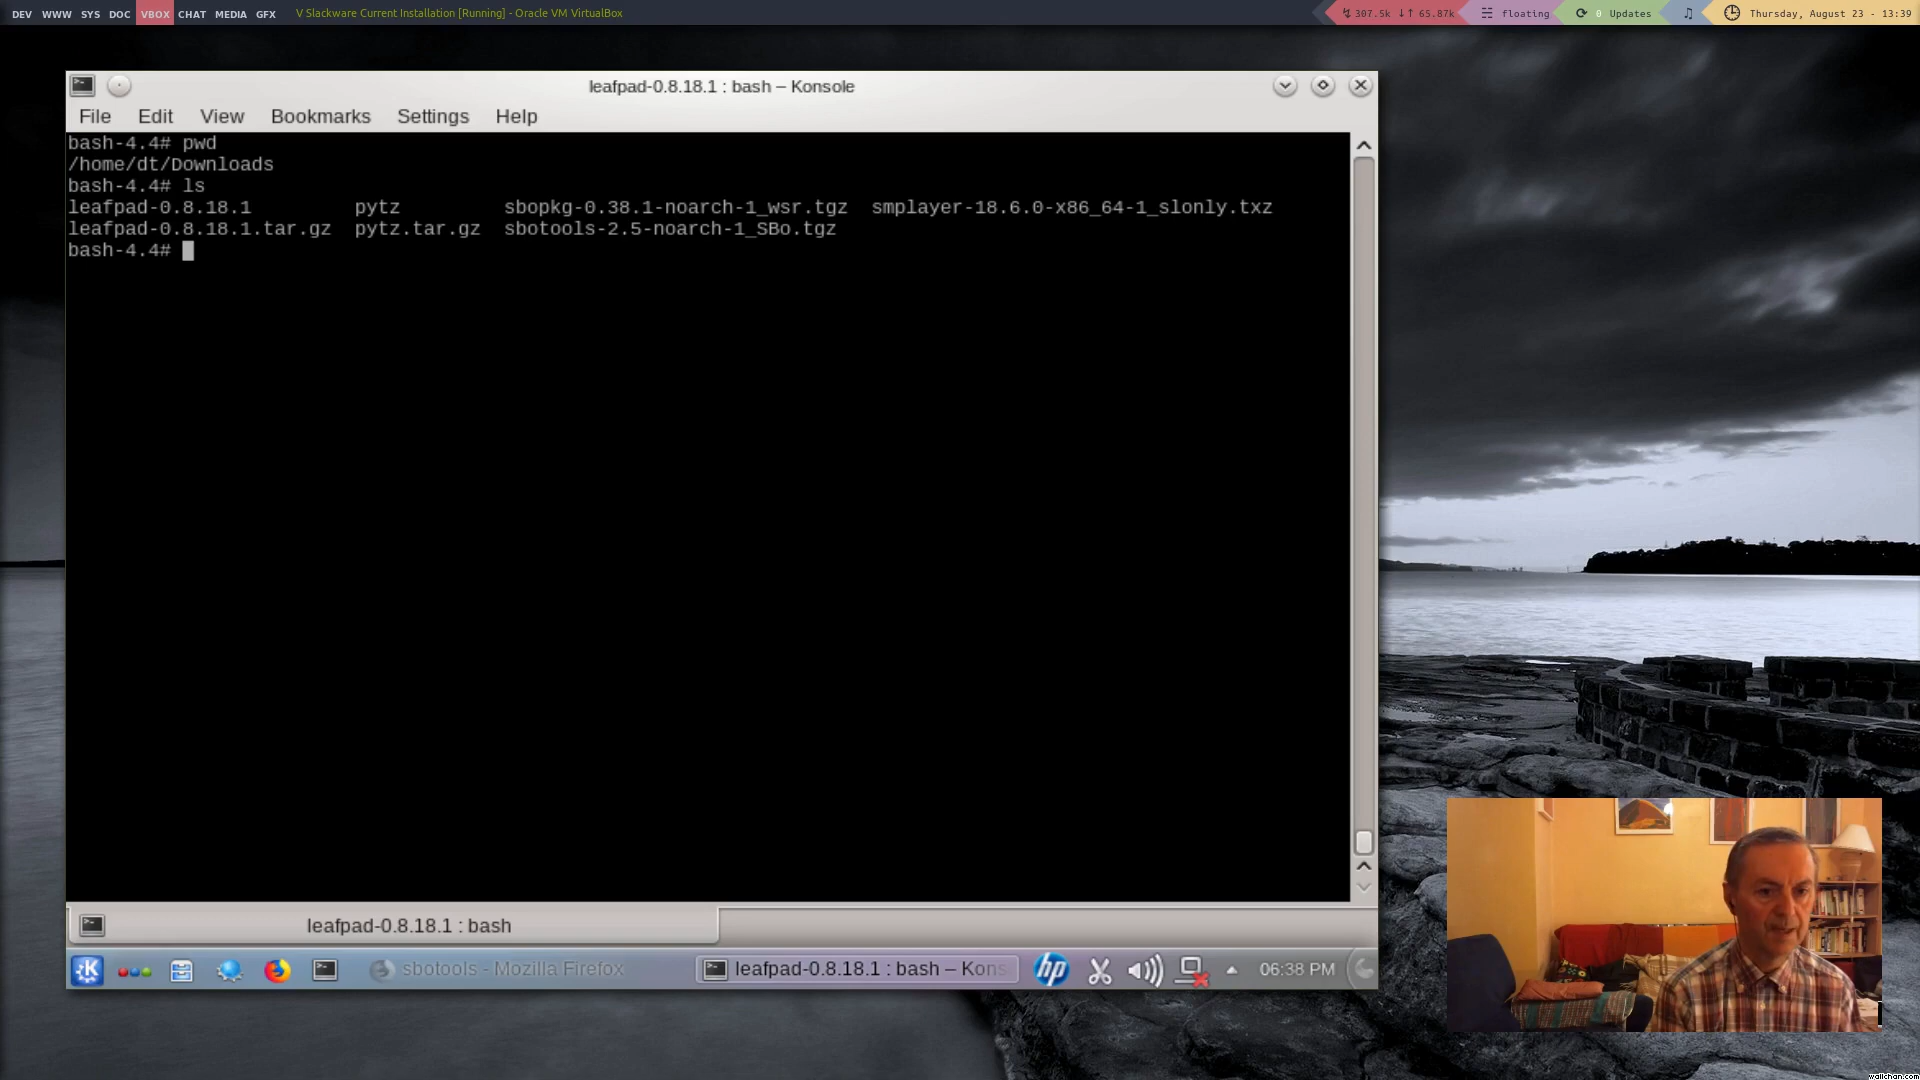 DEV WWW SYS DOC VBOX CHAT MEDIA GFX V Slackware Current Installation [Running] - Oracle VM VirtualBox 307.5k ↓↑ 65.87k floating 0 Updates Thursday, August 23 - 13:39
leafpad-0.8.18.1 : bash – Konsole
File Edit View Bookmarks Settings Help
bash-4.4# pwd
/home/dt/Downloads
bash-4.4# ls
leafpad-0.8.18.1 pytz sbopkg-0.38.1-noarch-1_wsr.tgz smplayer-18.6.0-x86_64-1_slonly.txz
leafpad-0.8.18.1.tar.gz pytz.tar.gz sbotools-2.5-noarch-1_SBo.tgz
bash-4.4#
leafpad-0.8.18.1 : bash
sbotools - Mozilla Firefox leafpad-0.8.18.1 : bash – Kons hp 06:38 PM
wallchan.com